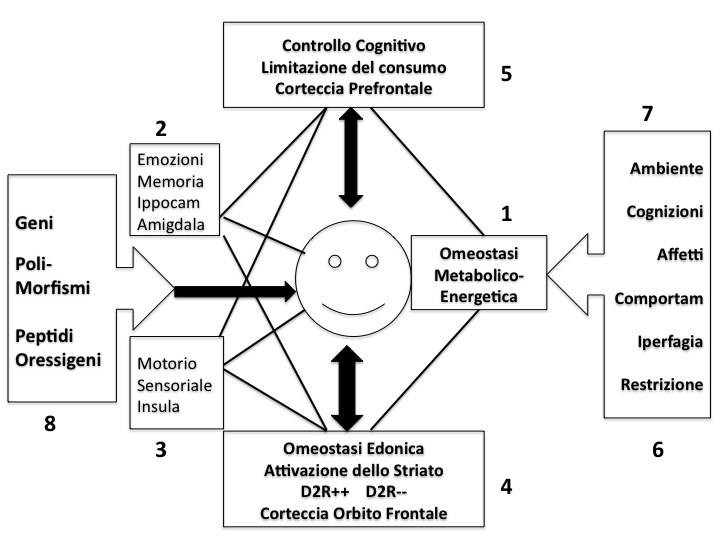 Controllo Cognitivo
Limitazione del consumo
Corteccia Prefrontale
5
2
Emozioni
Memoria
Ippocam
Amigdala
7
Ambiente
Cognizioni
Affetti
Comportam
Iperfagia
Restrizione
6
Geni
Poli-
Morfismi
Peptidi
Oressigeni
8
1
Omeostasi
Metabolico-
Energetica
Motorio
Sensoriale
Insula
3
Omeostasi Edonica
Attivazione dello Striato
D2R++ D2R--
Corteccia Orbito Frontale
4